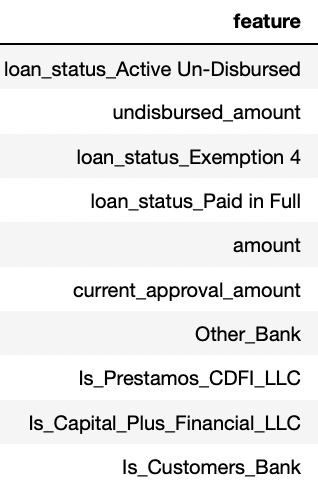 feature
loan_status_Active Un-Disbursed
undisbursed_amount
loan_status_Exemption 4
loan_status_Paid in Full
amount
current_approval_amount
Other_Bank
Is_Prestamos_CDFI_LLC
Is_Capital_Plus_Financial_LLC
Is_Customers_Bank